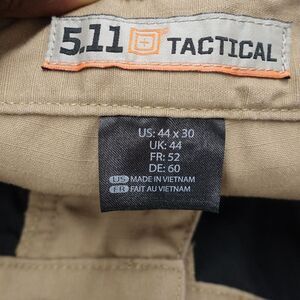 5.11 TACTICAL
US: 44 x 30
UK: 44
FR: 52
DE: 60
US MADE IN VIETNAM
FR FAIT AU VIETNAM